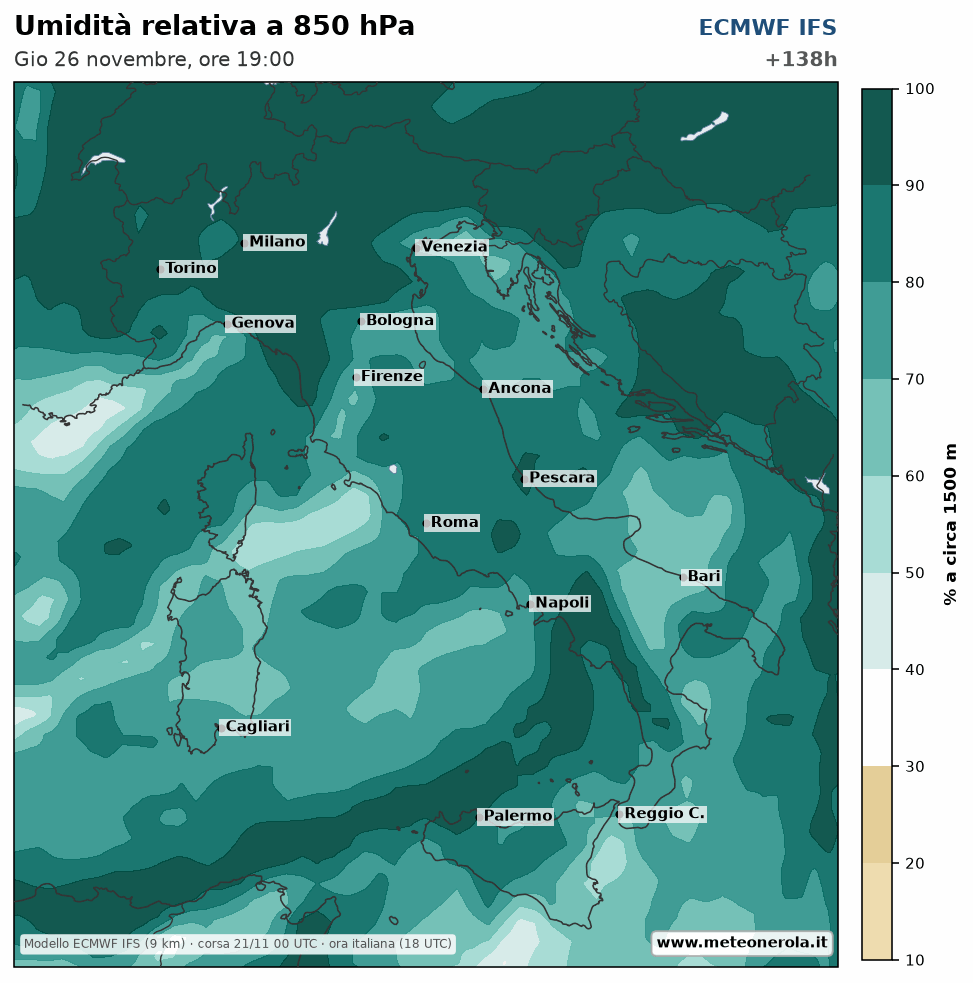 Umidità relativa a 850 hPa
ECMWF IFS
Gio 26 novembre, ore 19:00
+138h
Milano
Venezia
Torino
Genova
Bologna
Firenze
Ancona
Pescara
Roma
Bari
Napoli
Cagliari
Palermo
Reggio C.
100
90
80
70
60
50
40
30
20
10
% a circa 1500 m
Modello ECMWF IFS (9 km) · corsa 21/11 00 UTC · ora italiana (18 UTC)
www.meteonerola.it